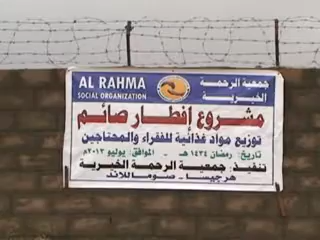 AL RAHMA
SOCIAL ORGANIZATION
جمعية الرحمة
الخيرية
مشروع إفطار صائم
توزيع مواد غذائية للفقراء والمحتاجين
تاريخ: رمضان ١٤٣٤ هـ - الموافق: يوليو ٢٠١٣م
تنفيذ: جمعية الرحمة الخيرية
هرجيسا - صوماللاند